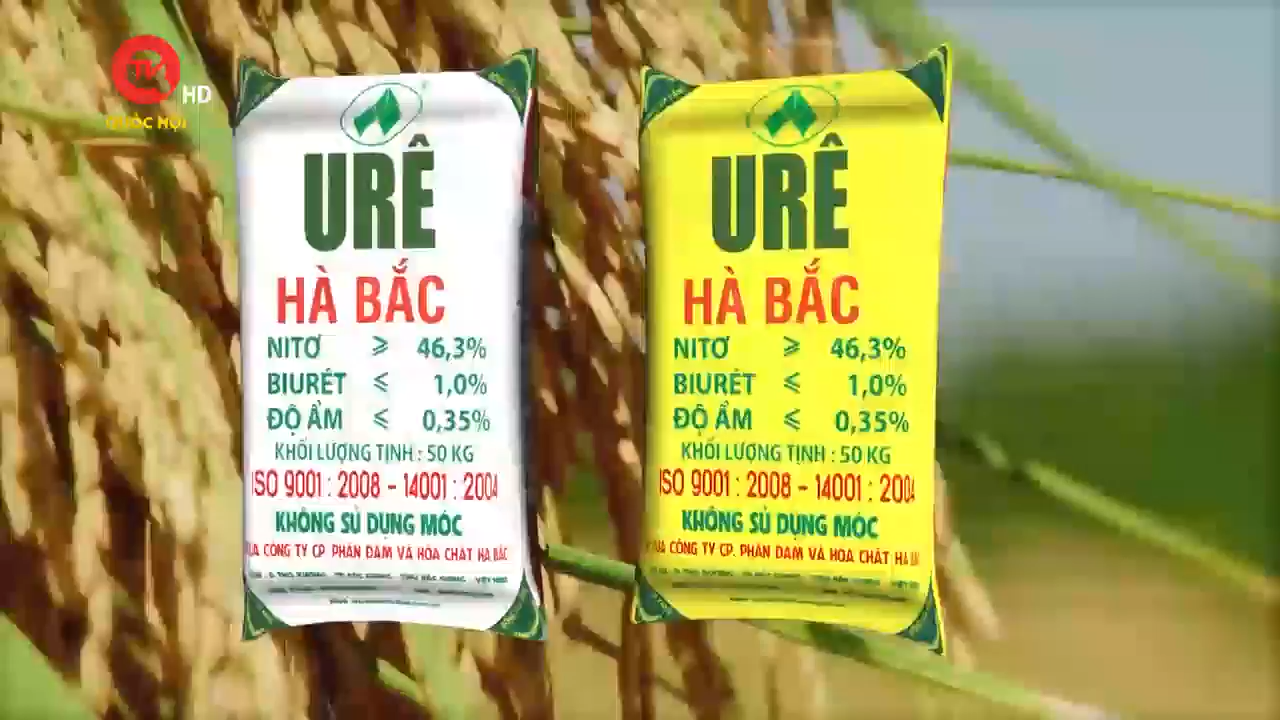 TV HD
QUỐC HỘI
URÊ
HÀ BẮC
NITƠ ≥ 46,3%
BIURÉT ≤ 1,0%
ĐỘ ẨM ≤ 0,35%
KHỐI LƯỢNG TỊNH : 50 KG
ISO 9001 : 2008 - 14001 : 2004
KHÔNG SỬ DỤNG MÓC
CÔNG TY CP. PHÂN ĐẠM VÀ HÓA CHẤT HÀ BẮC
URÊ
HÀ BẮC
NITƠ ≥ 46,3%
BIURÉT ≤ 1,0%
ĐỘ ẨM ≤ 0,35%
KHỐI LƯỢNG TỊNH : 50 KG
ISO 9001 : 2008 - 14001 : 2004
KHÔNG SỬ DỤNG MÓC
CÔNG TY CP. PHÂN ĐẠM VÀ HÓA CHẤT HÀ